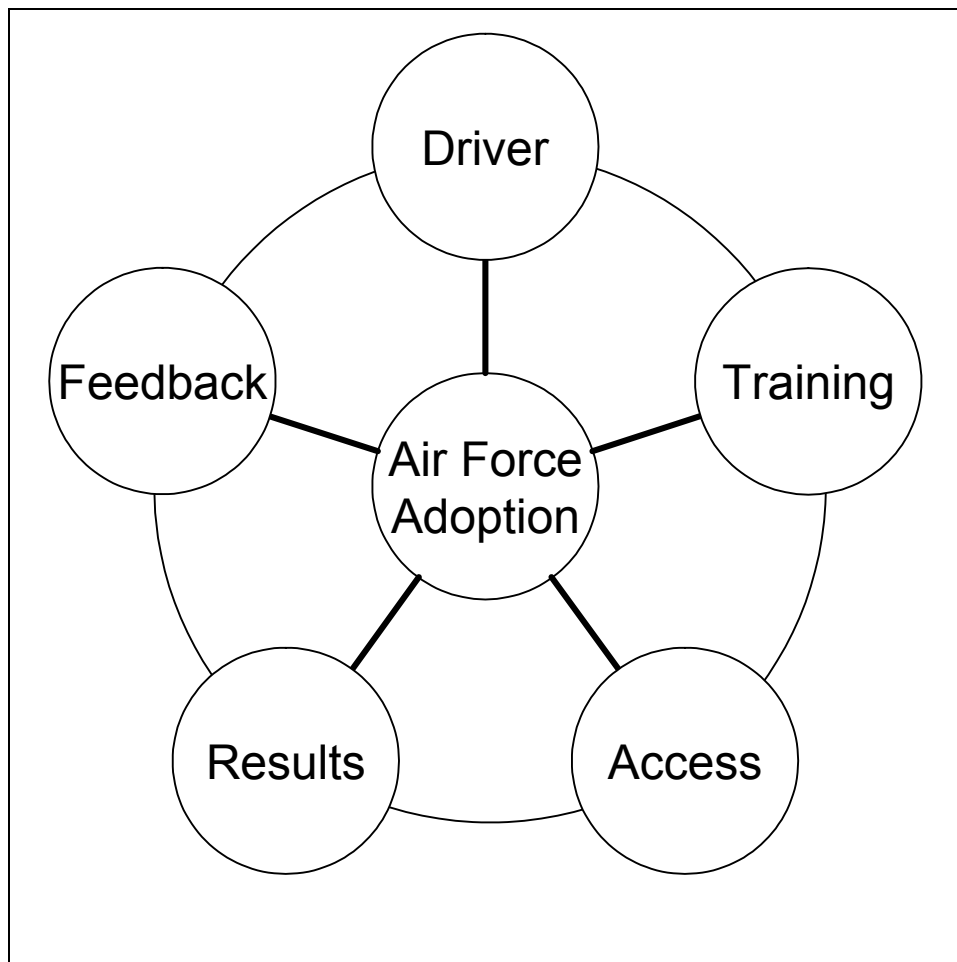 Driver
Feedback
Training
Air Force
Adoption
Results
Access